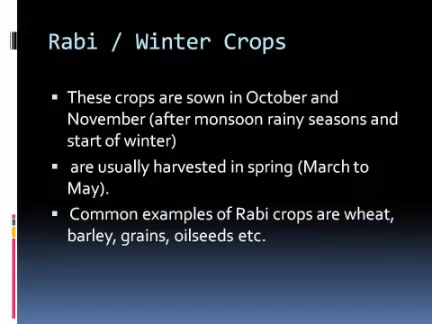 Rabi / Winter Crops
▪ These crops are sown in October and
November (after monsoon rainy seasons and
start of winter)
▪ are usually harvested in spring (March to
May).
▪ Common examples of Rabi crops are wheat,
barley, grains, oilseeds etc.